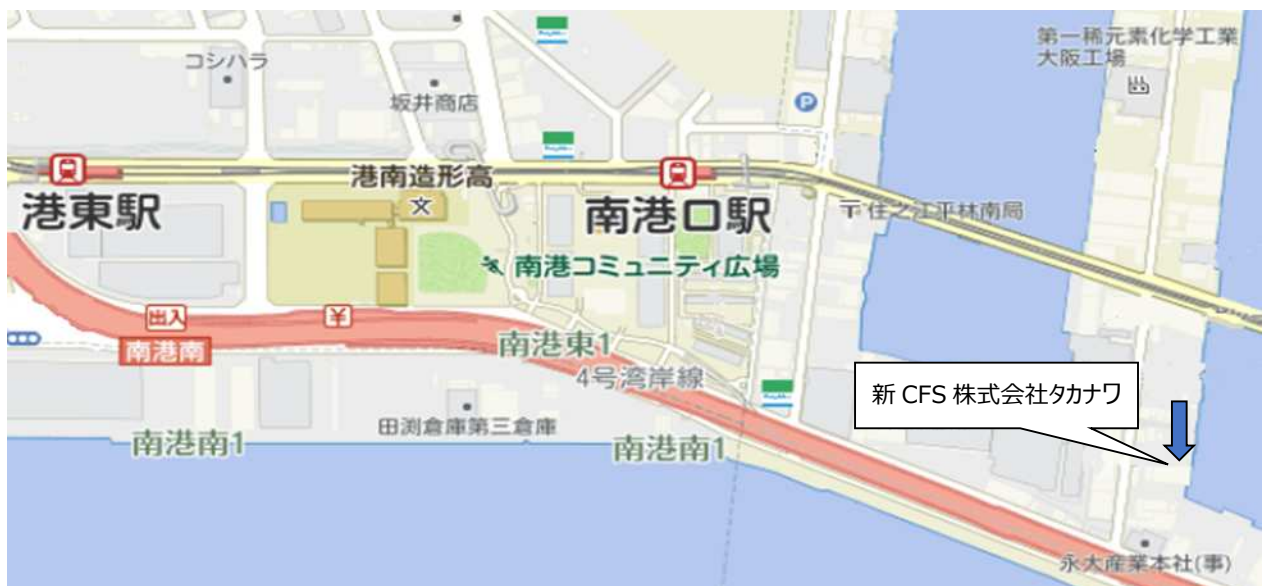 第一稀元素化学工業
大阪工場
コシハラ
坂井商店
P
港南造形高
文
港東駅
南港口駅
〒住之江平林南局
南港コミュニティ広場
出入
¥
南港南
南港東1
4号湾岸線
新 CFS 株式会社タカナワ
田渕倉庫第三倉庫
南港南1
南港南1
永大産業本社(事)